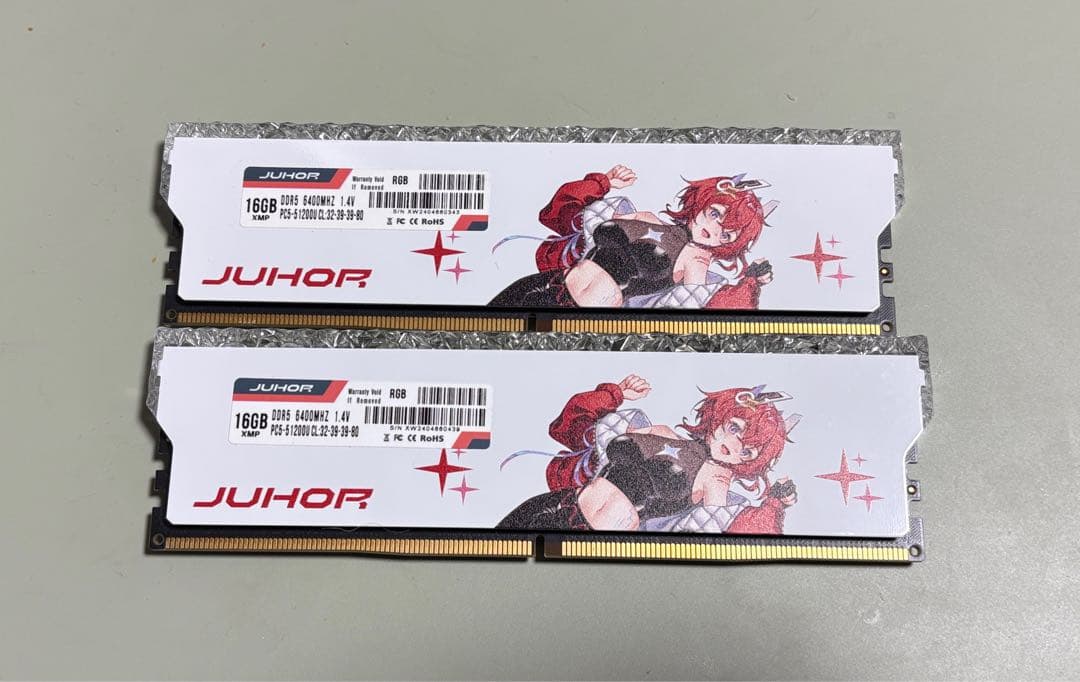 JUHOR
Warranty Void
If Removed
RGB
16GB
XMP
DDR5 6400MHZ 1.4V
PC5-51200U CL:32-39-39-80
S/N XW2404660343
FC CE RoHS
JUHOR
JUHOR
Warranty Void
If Removed
RGB
16GB
XMP
DDR5 6400MHZ 1.4V
PC5-51200U CL:32-39-39-80
S/N XW2404660439
FC CE RoHS
JUHOR